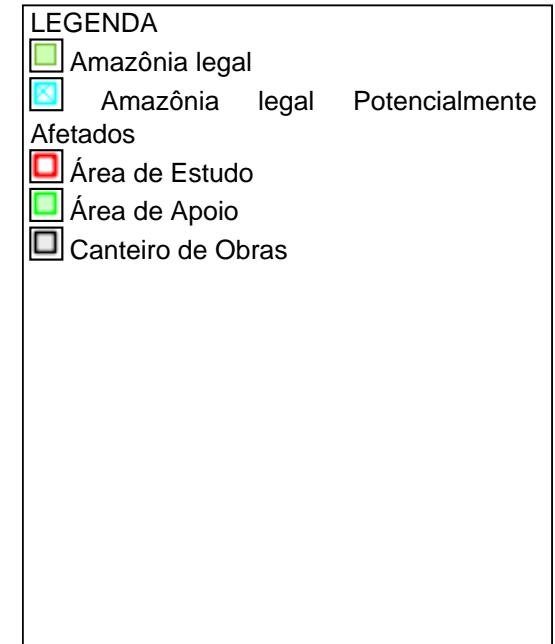 LEGENDA
Amazônia legal
Amazônia legal Potencialmente
Afetados
Área de Estudo
Área de Apoio
Canteiro de Obras